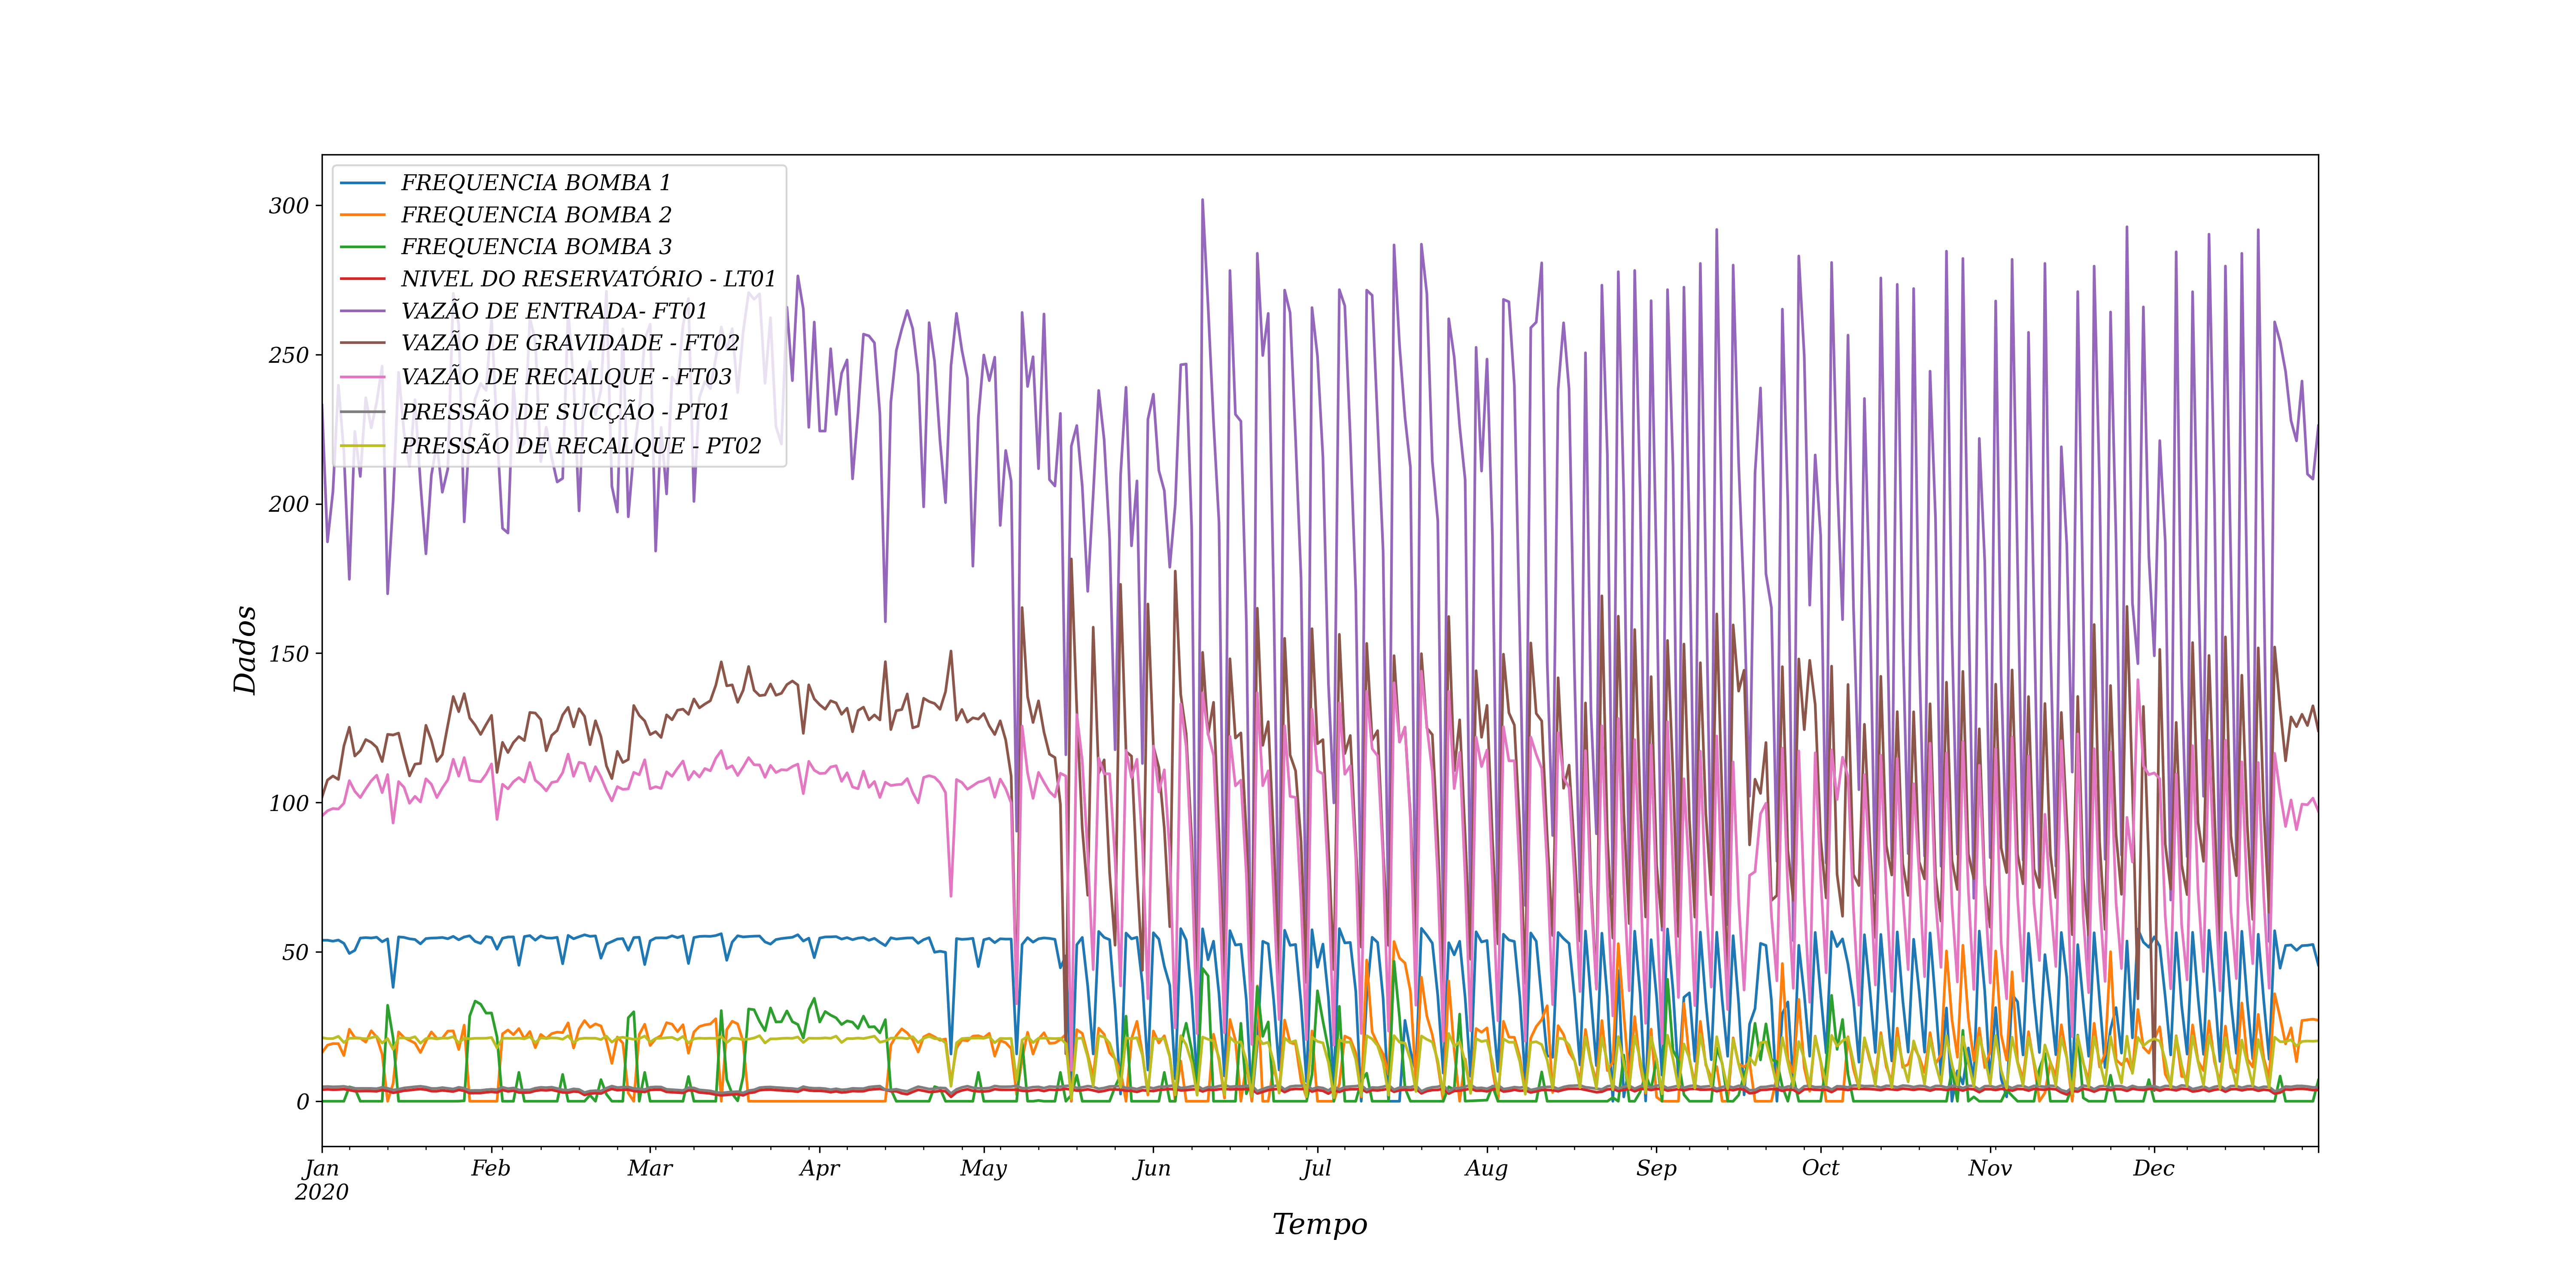 FREQUENCIA BOMBA 1
FREQUENCIA BOMBA 2
FREQUENCIA BOMBA 3
NIVEL DO RESERVATÓRIO - LT01
VAZÃO DE ENTRADA- FT01
VAZÃO DE GRAVIDADE - FT02
VAZÃO DE RECALQUE - FT03
PRESSÃO DE SUCÇÃO - PT01
PRESSÃO DE RECALQUE - PT02
300
250
200
150
100
50
0
Dados
Jan Feb Mar Apr May Jun Jul Aug Sep Oct Nov Dec
2020
Tempo